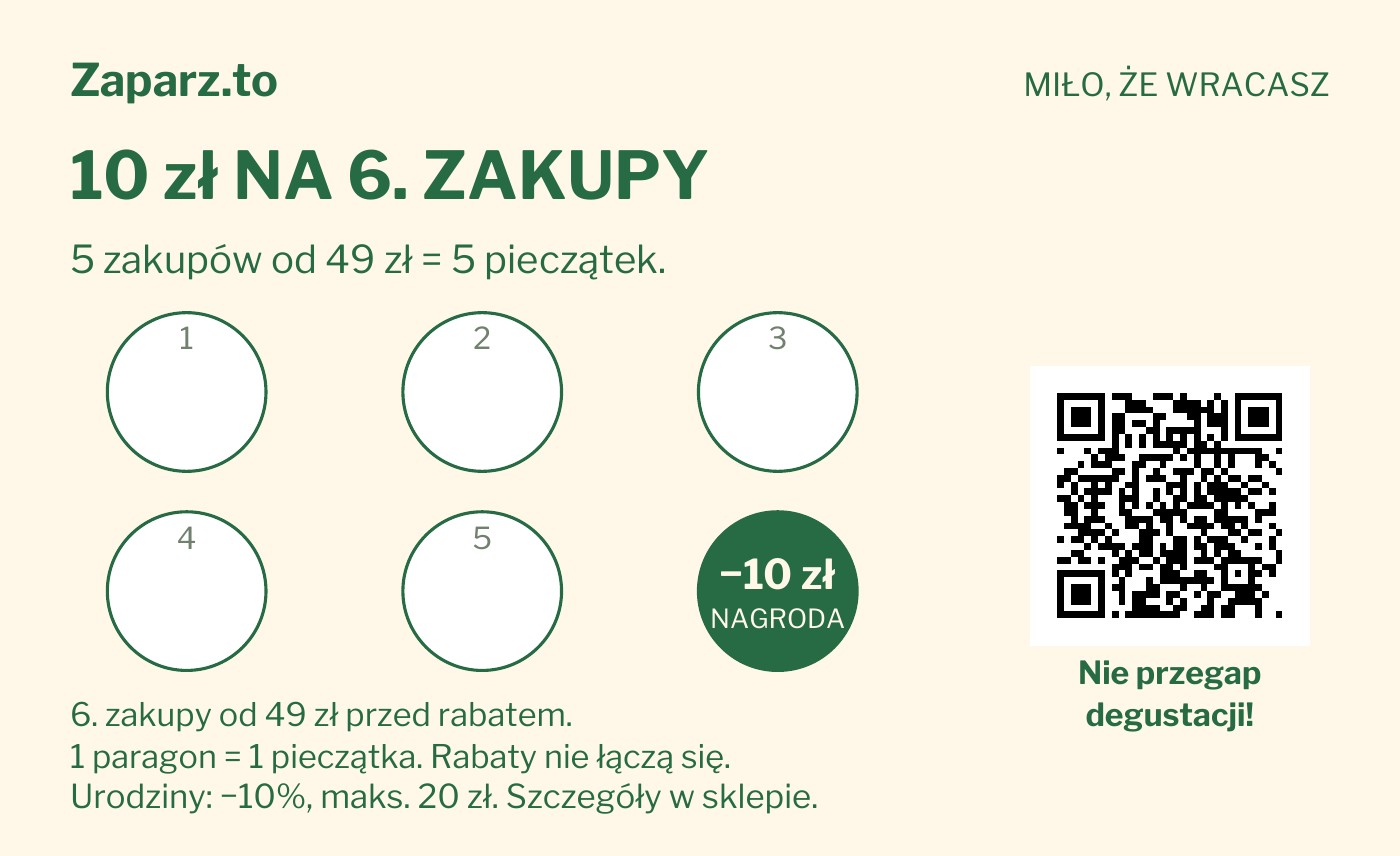 Zaparz.to
MIŁO, ŻE WRACASZ
10 zł NA 6. ZAKUPY
5 zakupów od 49 zł = 5 pieczątek.
1
2
3
4
5
−10 zł
NAGRODA
Nie przegap
degustacji!
6. zakupy od 49 zł przed rabatem.
1 paragon = 1 pieczątka. Rabaty nie łączą się.
Urodziny: −10%, maks. 20 zł. Szczegóły w sklepie.